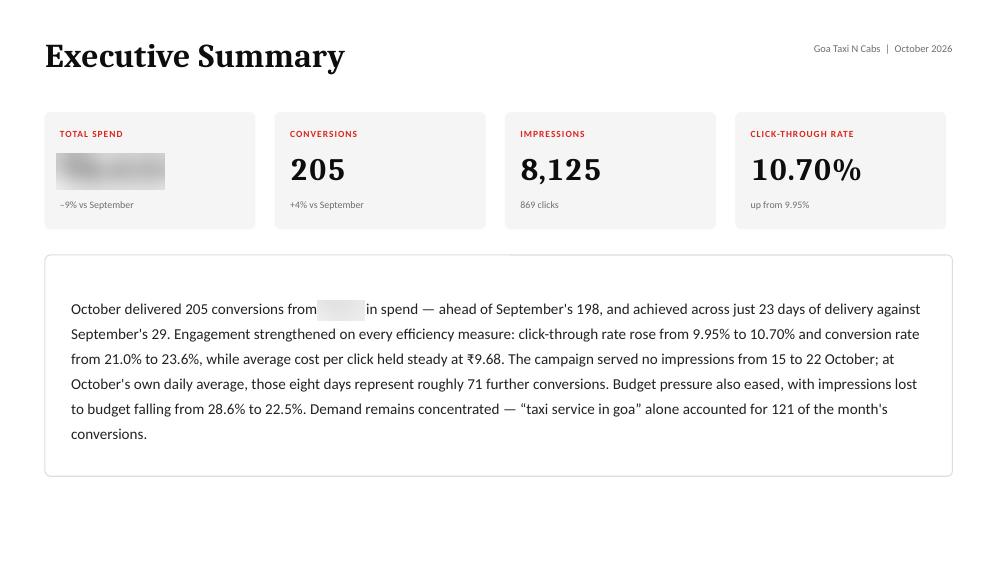 Executive Summary
Goa Taxi N Cabs | October 2026
TOTAL SPEND
–9% vs September
CONVERSIONS
205
+4% vs September
IMPRESSIONS
8,125
869 clicks
CLICK-THROUGH RATE
10.70%
up from 9.95%
October delivered 205 conversions from in spend — ahead of September's 198, and achieved across just 23 days of delivery against
September's 29. Engagement strengthened on every efficiency measure: click-through rate rose from 9.95% to 10.70% and conversion rate
from 21.0% to 23.6%, while average cost per click held steady at ₹9.68. The campaign served no impressions from 15 to 22 October; at
October's own daily average, those eight days represent roughly 71 further conversions. Budget pressure also eased, with impressions lost
to budget falling from 28.6% to 22.5%. Demand remains concentrated — “taxi service in goa” alone accounted for 121 of the month's
conversions.